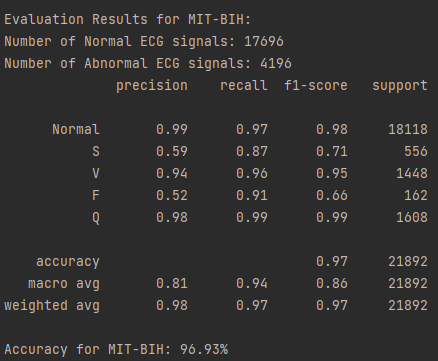 Evaluation Results for MIT-BIH:
Number of Normal ECG signals: 17696
Number of Abnormal ECG signals: 4196
precision recall f1-score support
Normal 0.99 0.97 0.98 18118
S 0.59 0.87 0.71 556
V 0.94 0.96 0.95 1448
F 0.52 0.91 0.66 162
Q 0.98 0.99 0.99 1608
accuracy 0.97 21892
macro avg 0.81 0.94 0.86 21892
weighted avg 0.98 0.97 0.97 21892
Accuracy for MIT-BIH: 96.93%